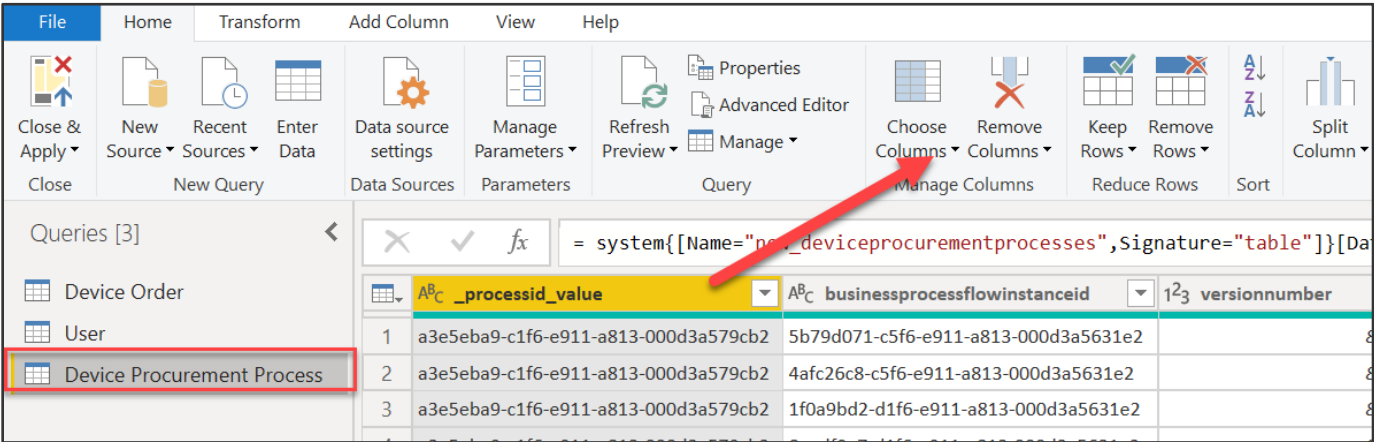 File Home Transform Add Column View Help
Properties
Advanced Editor
Manage
Close & New Recent Enter Data source Manage Refresh Choose Remove Keep Remove Split
Apply Source Sources Data settings Parameters Preview Columns Columns Rows Rows Column
Close New Query Data Sources Parameters Query Manage Columns Reduce Rows Sort
Queries [3]
fx = system{[Name="new_deviceprocurementprocesses",Signature="table"]}[Da
Device Order
User
Device Procurement Process
ABC _processid_value ABC businessprocessflowinstanceid 123 versionnumber
1 a3e5eba9-c1f6-e911-a813-000d3a579cb2 5b79d071-c5f6-e911-a813-000d3a5631e2
2 a3e5eba9-c1f6-e911-a813-000d3a579cb2 4afc26c8-c5f6-e911-a813-000d3a5631e2
3 a3e5eba9-c1f6-e911-a813-000d3a579cb2 1f0a9bd2-d1f6-e911-a813-000d3a5631e2